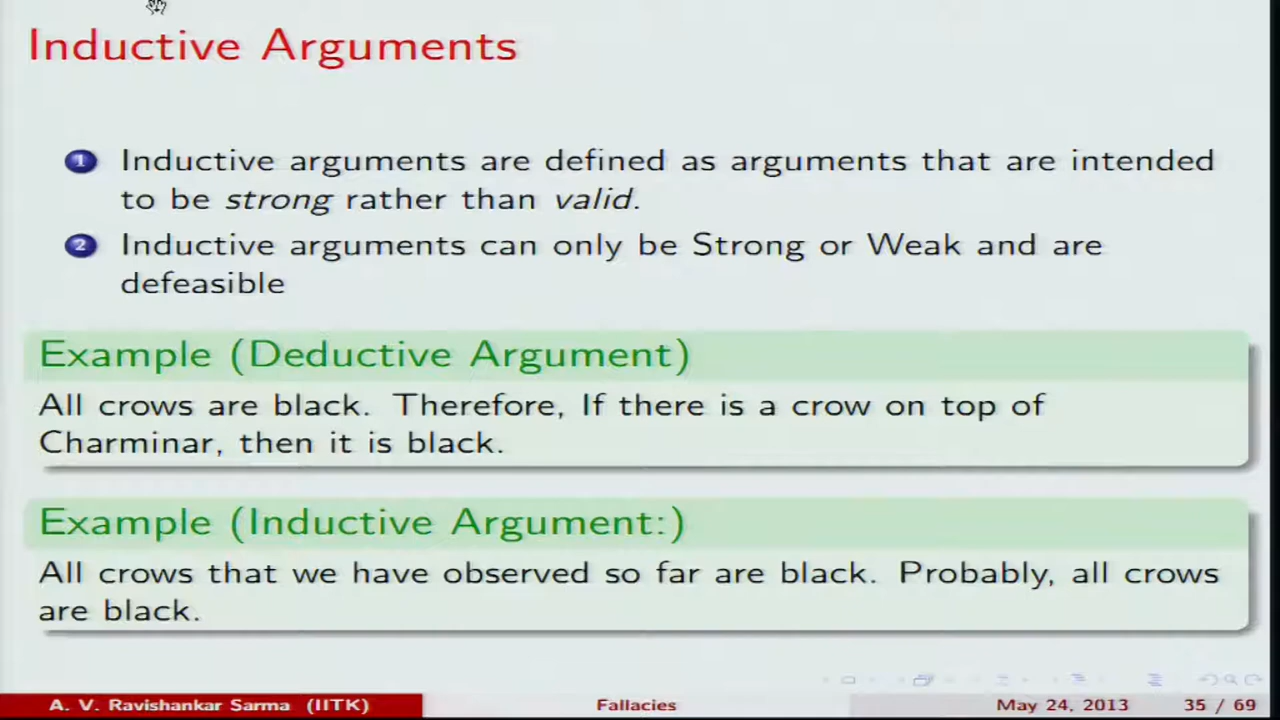 Inductive Arguments
1 Inductive arguments are defined as arguments that are intended
to be strong rather than valid.
2 Inductive arguments can only be Strong or Weak and are
defeasible
Example (Deductive Argument)
All crows are black. Therefore, If there is a crow on top of
Charminar, then it is black.
Example (Inductive Argument:)
All crows that we have observed so far are black. Probably, all crows
are black.
A. V. Ravishankar Sarma (IITK) Fallacies May 24, 2013 35 / 69